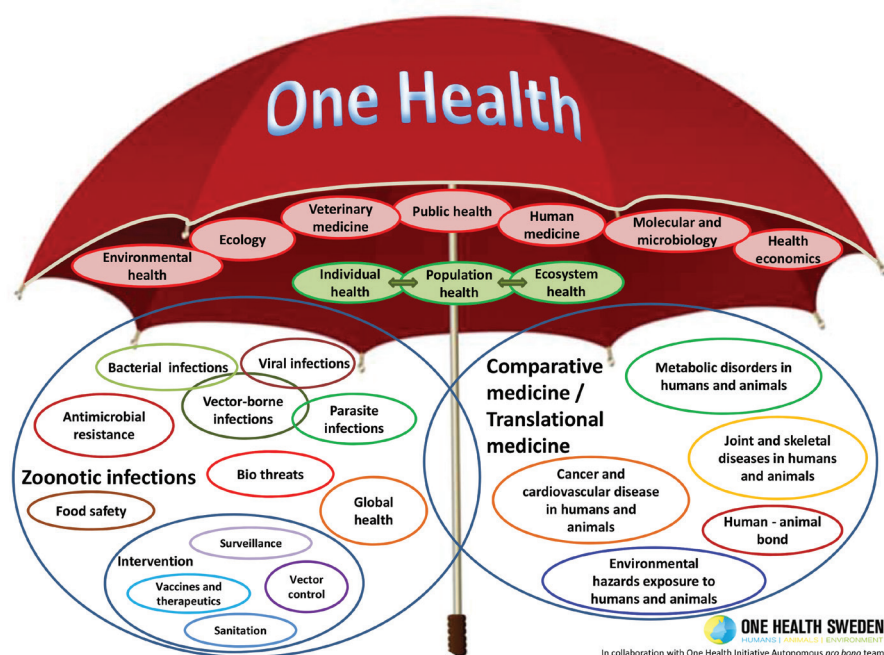 One Health
Veterinary
medicine
Public health
Human
medicine
Molecular and
microbiology
Health
economics
Ecology
Environmental
health
Individual
health
Population
health
Ecosystem
health
Bacterial infections
Viral infections
Vector-borne
infections
Parasite
infections
Antimicrobial
resistance
Zoonotic infections
Bio threats
Food safety
Global
health
Intervention
Surveillance
Vaccines and
therapeutics
Vector
control
Sanitation
Comparative
medicine /
Translational
medicine
Metabolic disorders in
humans and animals
Joint and skeletal
diseases in humans
and animals
Cancer and
cardiovascular disease
in humans and
animals
Human - animal
bond
Environmental
hazards exposure to
humans and animals
ONE HEALTH SWEDEN
HUMANS | ANIMALS | ENVIRONMENT
In collaboration with One Health Initiative Autonomous pro bono team